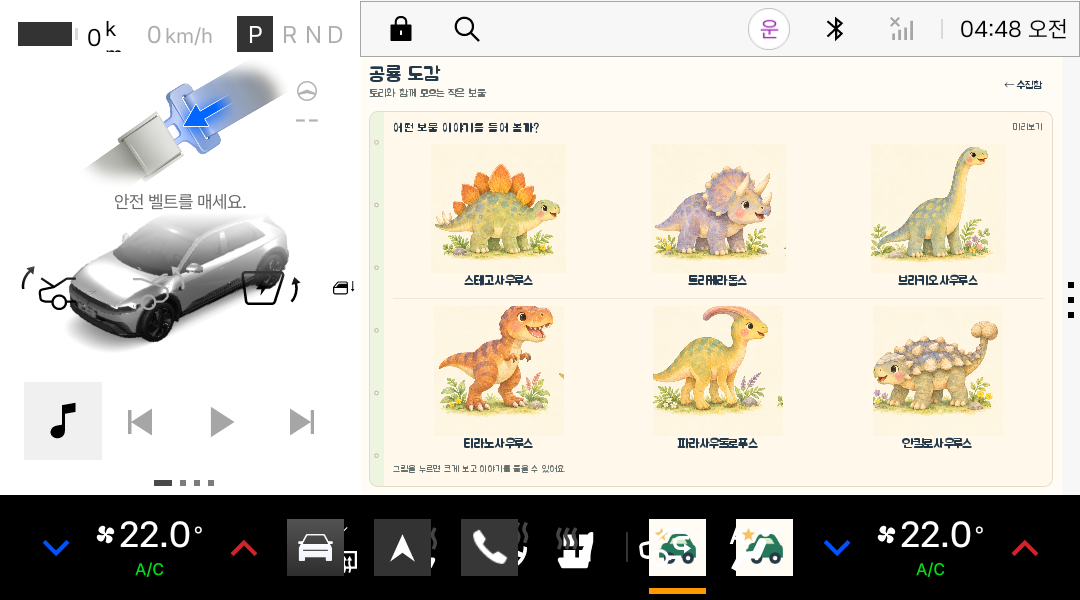 0 k
0 km/h
P R N D
운
04:48 오전
안전 벨트를 매세요.
공룡 도감
토리와 함께 모으는 작은 보물
← 수집함
어떤 보물 이야기를 들어 볼까?
미리보기
스테고사우루스
트리케라톱스
브라키오사우루스
티라노사우루스
파라사우롤로푸스
안킬로사우루스
그림을 누르면 크게 보고 이야기를 들을 수 있어요
22.0°
A/C
22.0°
A/C